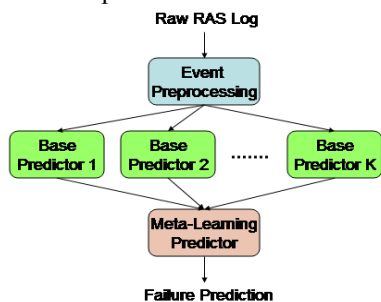 Raw RAS Log
Event
Preprocessing
Base
Predictor 1
Base
Predictor 2
........
Base
Predictor K
Meta-Learning
Predictor
Failure Prediction